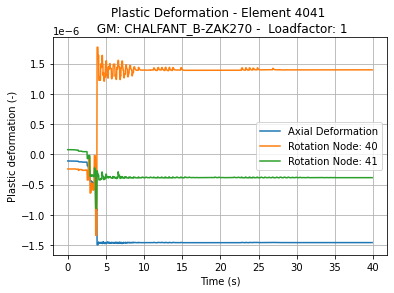 Plastic Deformation - Element 4041
GM: CHALFANT_B-ZAK270 - Loadfactor: 1
1e−6
1.5
1.0
0.5
0.0
−0.5
−1.0
−1.5
Plastic deformation (-)
Axial Deformation
Rotation Node: 40
Rotation Node: 41
0 5 10 15 20 25 30 35 40
Time (s)